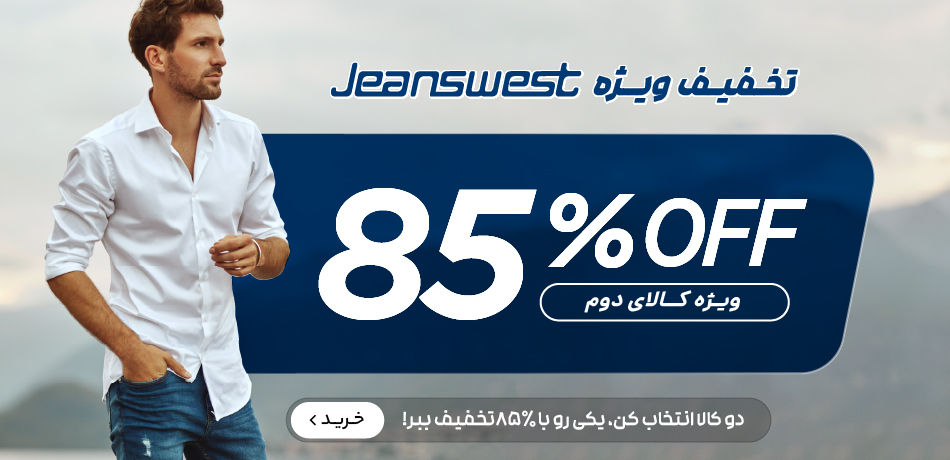 تخفیف ویژه Jeanswest
85% OFF
ویژه کالای دوم
دو کالا انتخاب کن، یکی رو با ۸۵% تخفیف ببر!
خرید >